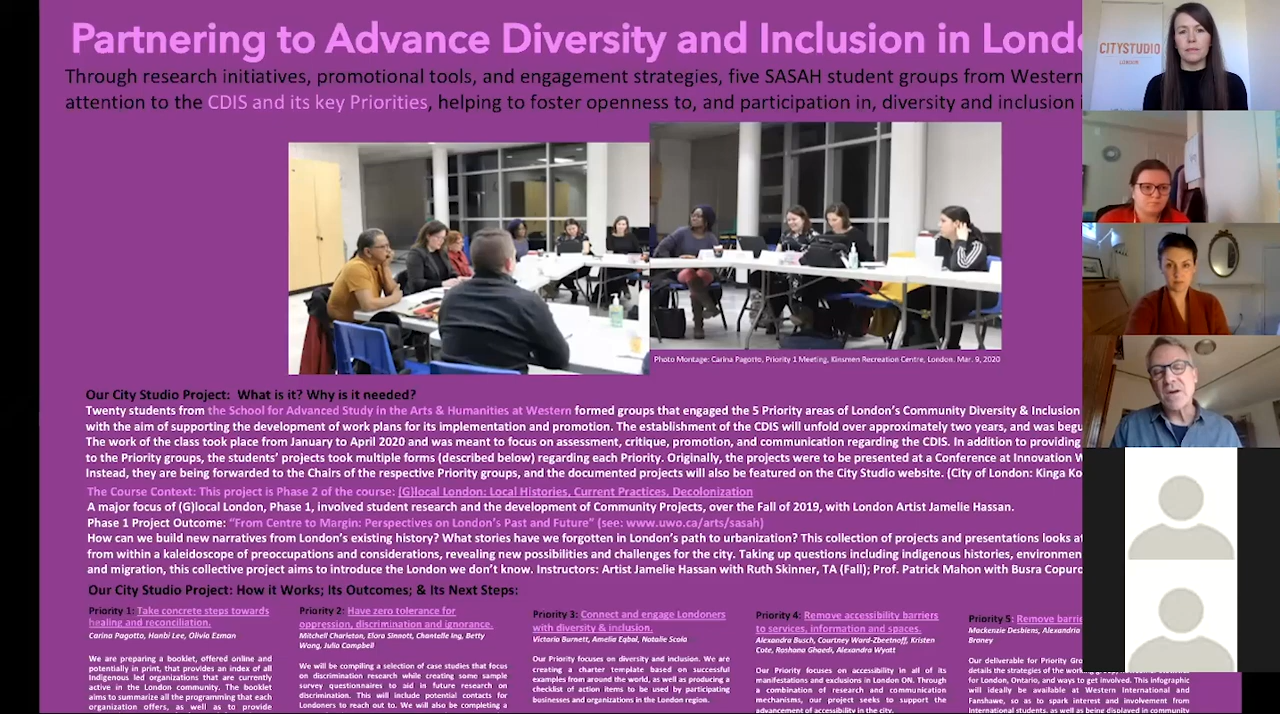 Partnering to Advance Diversity and Inclusion in Londo
Through research initiatives, promotional tools, and engagement strategies, five SASAH student groups from Western
attention to the CDIS and its key Priorities, helping to foster openness to, and participation in, diversity and inclusion i
CITYSTUDIO
LONDON
Photo Montage: Carina Pagotto, Priority 1 Meeting, Kinsmen Recreation Centre, London. Mar. 9, 2020
Our City Studio Project: What is it? Why is it needed?
Twenty students from the School for Advanced Study in the Arts & Humanities at Western formed groups that engaged the 5 Priority areas of London's Community Diversity & Inclusion
with the aim of supporting the development of work plans for its implementation and promotion. The establishment of the CDIS will unfold over approximately two years, and was begu
The work of the class took place from January to April 2020 and was meant to focus on assessment, critique, promotion, and communication regarding the CDIS. In addition to providing
to the Priority groups, the students' projects took multiple forms (described below) regarding each Priority. Originally, the projects were to be presented at a Conference at Innovation W
Instead, they are being forwarded to the Chairs of the respective Priority groups, and the documented projects will also be featured on the City Studio website. (City of London: Kinga Ko
The Course Context: This project is Phase 2 of the course: (G)local London: Local Histories, Current Practices, Decolonization
A major focus of (G)local London, Phase 1, involved student research and the development of Community Projects, over the Fall of 2019, with London Artist Jamelie Hassan.
Phase 1 Project Outcome: "From Centre to Margin: Perspectives on London's Past and Future" (see: www.uwo.ca/arts/sasah)
How can we build new narratives from London's existing history? What stories have we forgotten in London's path to urbanization? This collection of projects and presentations looks at
from within a kaleidoscope of preoccupations and considerations, revealing new possibilities and challenges for the city. Taking up questions including indigenous histories, environmen
and migration, this collective project aims to introduce the London we don't know. Instructors: Artist Jamelie Hassan with Ruth Skinner, TA (Fall); Prof. Patrick Mahon with Busra Copuro
Our City Studio Project: How it Works; Its Outcomes; & Its Next Steps:
Priority 1: Take concrete steps towards
healing and reconciliation.
Carina Pagotto, Hanbi Lee, Olivia Ezman
We are preparing a booklet, offered online and
potentially in print, that provides an index of all
Indigenous led organizations that are currently
active in the London community. The booklet
aims to summarize all the programming that each
organization offers, as well as to provide
Priority 2: Have zero tolerance for
oppression, discrimination and ignorance.
Mitchell Charleton, Elora Sinnott, Chantelle Ing, Betty
Wang, Julia Campbell
We will be compiling a selection of case studies that focus
on discrimination research while creating some sample
survey questionnaires to aid in future research on
discrimination. This will include potential contacts for
Londoners to reach out to. We will also be completing a
Priority 3: Connect and engage Londoners
with diversity & inclusion.
Victoria Burnett, Amelia Eqbal, Natalie Scola
Our Priority focuses on diversity and inclusion. We are
creating a charter template based on successful
examples from around the world, as well as producing a
checklist of action items to be used by participating
businesses and organizations in the London region.
Priority 4: Remove accessibility barriers
to services, information and spaces.
Alexandra Busch, Courtney Ward-Zbeetnoff, Kristen
Cote, Roshana Ghaedi, Alexandra Wyatt
Our Priority focuses on accessibility in all of its
manifestations and exclusions in London ON. Through
a combination of research and communication
mechanisms, our project seeks to support the
advancement of accessibility in the city.
Priority 5: Remove barrie
Mackenzie Desbiens, Alexandria
Braney
Our deliverable for Priority Gro
details the strategies of the work
for London, Ontario, and ways to get involved. This infographic
will ideally be available at Western International and
Fanshawe, so as to spark interest and involvement from
International students, as well as being displayed in community